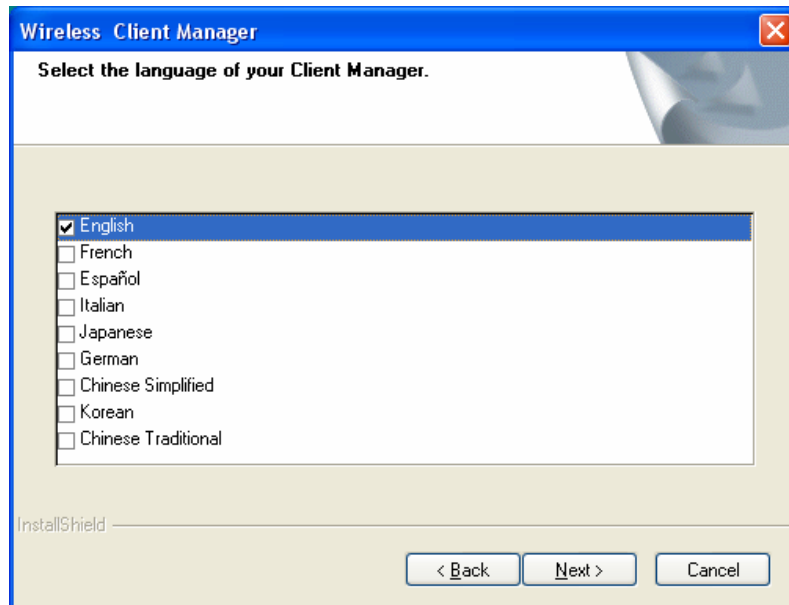 Wireless Client Manager
Select the language of your Client Manager.
English
French
Español
Italian
Japanese
German
Chinese Simplified
Korean
Chinese Traditional
InstallShield
< Back Next > Cancel